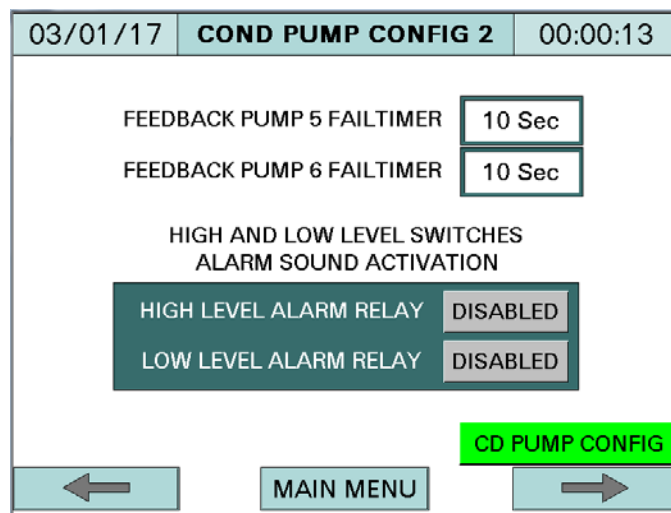 03/01/17 COND PUMP CONFIG 2 00:00:13
FEEDBACK PUMP 5 FAILTIMER 10 Sec
FEEDBACK PUMP 6 FAILTIMER 10 Sec
HIGH AND LOW LEVEL SWITCHES
ALARM SOUND ACTIVATION
HIGH LEVEL ALARM RELAY DISABLED
LOW LEVEL ALARM RELAY DISABLED
CD PUMP CONFIG
MAIN MENU